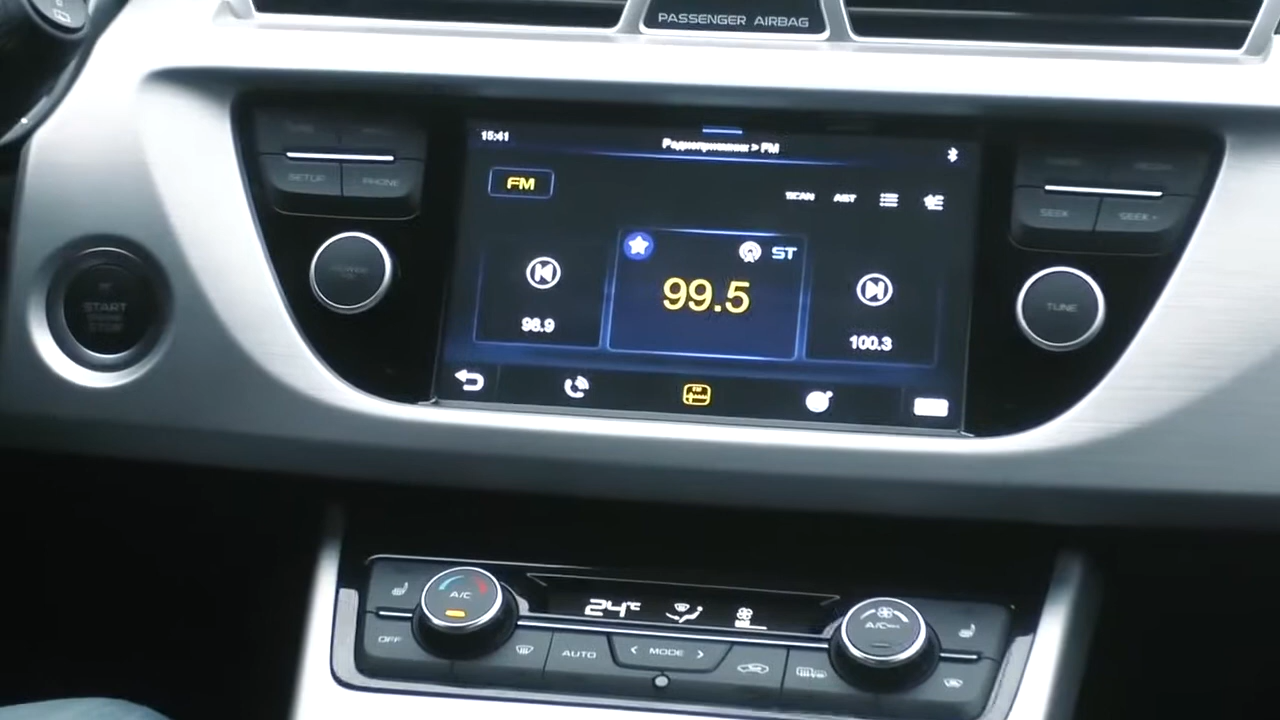 PASSENGER AIRBAG
15:41
Радиоприемник > FM
FM
SCAN AST
ST
99.5
98.9
100.3
SETUP PHONE
SEEK SEEK
TUNE
START
STOP
24°C
A/C
A/C
OFF
AUTO
< MODE >